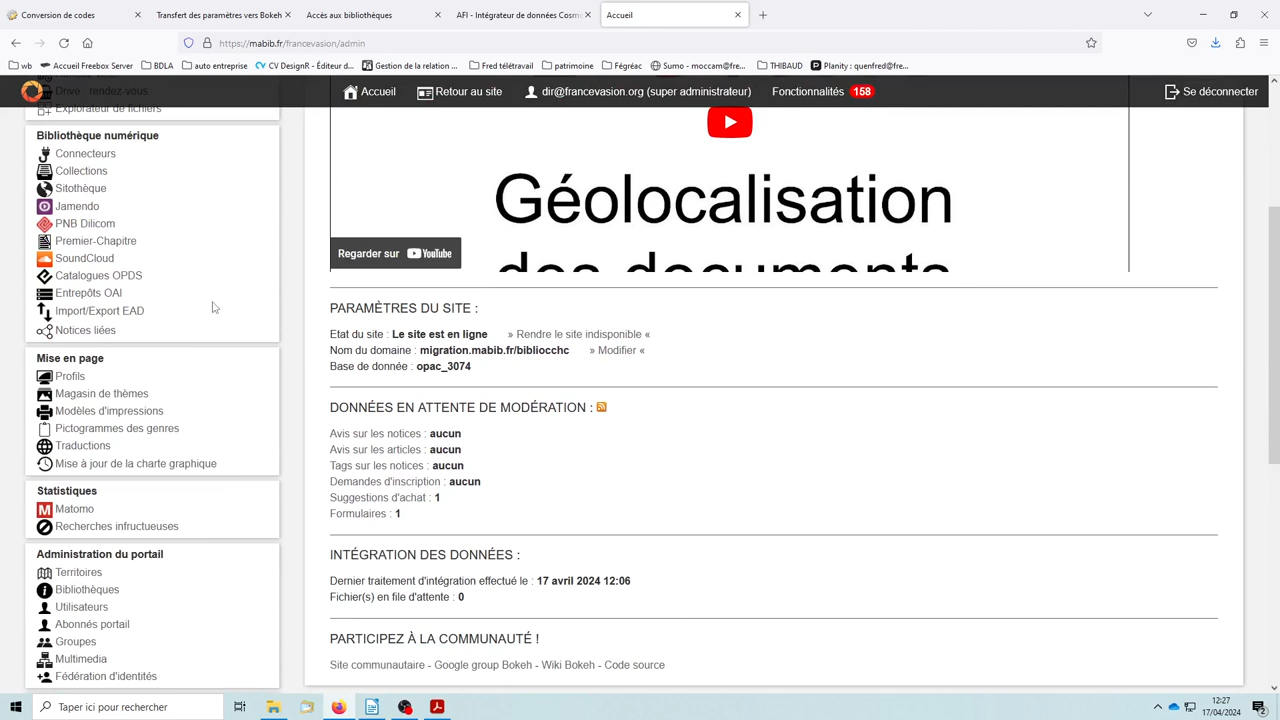 Conversion de codes
Transfert des paramètres vers Bokeh
Accès aux bibliothèques
AFI - Intégrateur de données Cosm
Accueil
https://mabib.fr/francevasion/admin
wb
Accueil Freebox Server
BDLA
auto entreprise
CV DesignR - Éditeur d...
Gestion de la relation ...
Fred télétravail
patrimoine
Fégréac
Sumo - moccam@fre...
THIBAUD
Planity : quenfred@fre...
Accueil
Retour au site
dir@francevasion.org (super administrateur)
Fonctionnalités 158
Se déconnecter
Drive : rendez-vous
Explorateur de fichiers
Bibliothèque numérique
Connecteurs
Collections
Sitothèque
Jamendo
PNB Dilicom
Premier-Chapitre
SoundCloud
Catalogues OPDS
Entrepôts OAI
Import/Export EAD
Notices liées
Mise en page
Profils
Magasin de thèmes
Modèles d'impressions
Pictogrammes des genres
Traductions
Mise à jour de la charte graphique
Statistiques
Matomo
Recherches infructueuses
Administration du portail
Territoires
Bibliothèques
Utilisateurs
Abonnés portail
Groupes
Multimedia
Fédération d'identités
Géolocalisation
des documents
Regarder sur YouTube
PARAMÈTRES DU SITE :
Etat du site : Le site est en ligne » Rendre le site indisponible «
Nom du domaine : migration.mabib.fr/bibliocchc » Modifier «
Base de donnée : opac_3074
DONNÉES EN ATTENTE DE MODÉRATION :
Avis sur les notices : aucun
Avis sur les articles : aucun
Tags sur les notices : aucun
Demandes d'inscription : aucun
Suggestions d'achat : 1
Formulaires : 1
INTÉGRATION DES DONNÉES :
Dernier traitement d'intégration effectué le : 17 avril 2024 12:06
Fichier(s) en file d'attente : 0
PARTICIPEZ À LA COMMUNAUTÉ !
Site communautaire - Google group Bokeh - Wiki Bokeh - Code source
Taper ici pour rechercher
12:27
17/04/2024
2